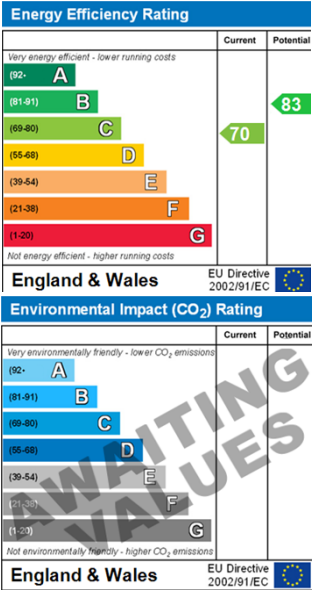 Energy Efficiency Rating
Current Potential
Very energy efficient - lower running costs
(92- A
(81-91) B
83
(69-80) C
70
(55-68) D
(39-54) E
(21-38) F
(1-20) G
Not energy efficient - higher running costs
England & Wales
EU Directive
2002/91/EC
Environmental Impact (CO2) Rating
Current Potential
Very environmentally friendly - lower CO2 emissions
(92- A
(81-91) B
(69-80) C
(55-68) D
(39-54) E
(21-38) F
(1-20) G
AWAITING
VALUES
Not environmentally friendly - higher CO2 emissions
England & Wales
EU Directive
2002/91/EC